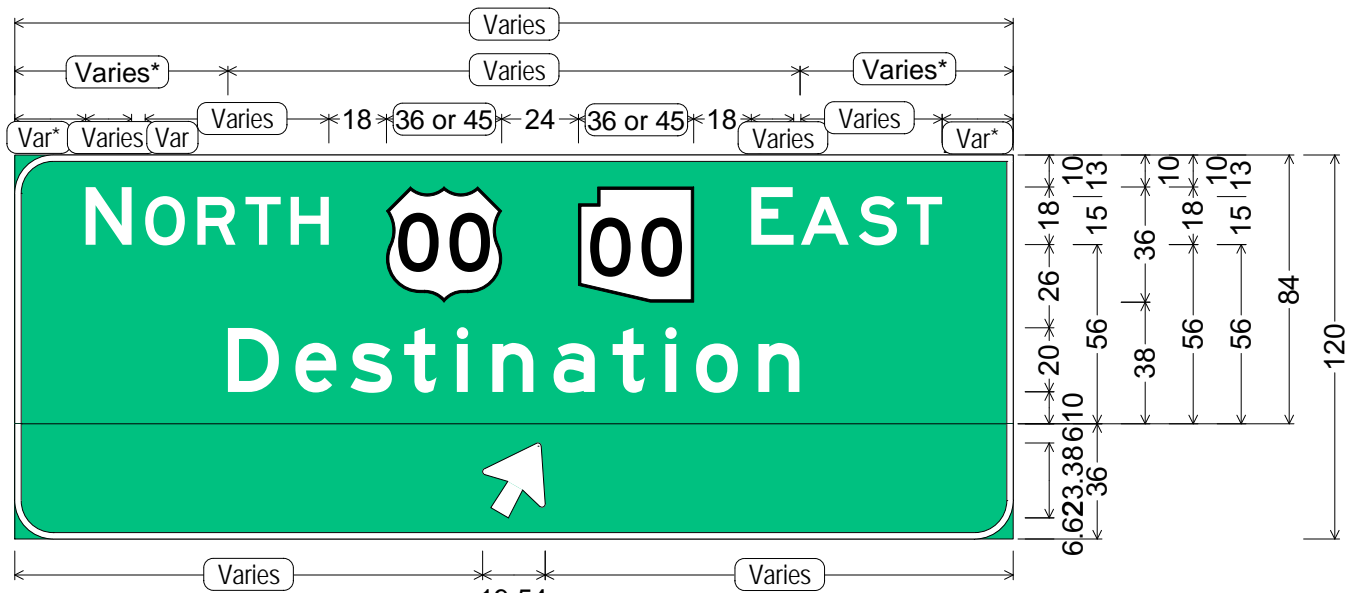 Varies
Varies* Varies Varies*
Var* Varies Var Varies 18 36 or 45 24 36 or 45 18 Varies Varies Var*
NORTH 00 00 EAST
Destination
10 18 26 20 10 6 23.38 6.62
13 15 56 36
10 36 38
10 18 56
10 13 15 56
84
120
Varies Varies